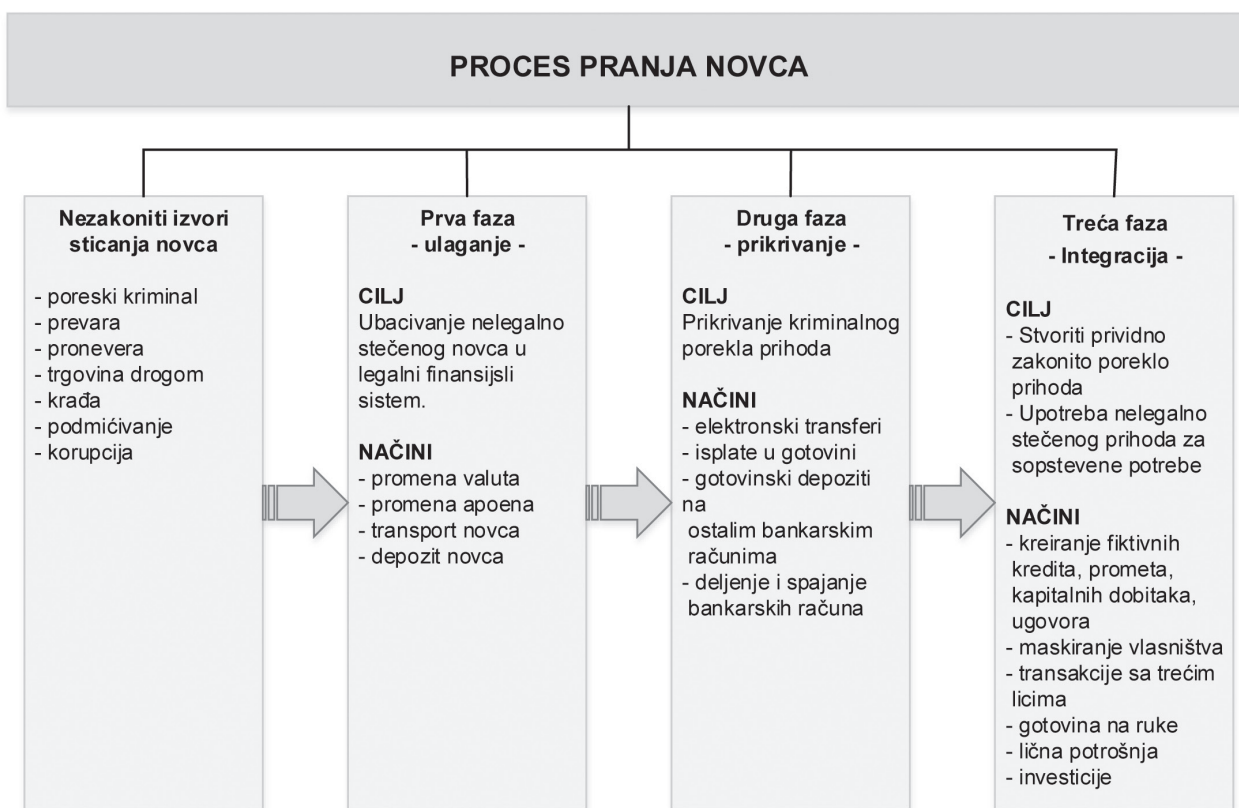 PROCES PRANJA NOVCA
Nezakoniti izvori
sticanja novca
- poreski kriminal
- prevara
- pronevera
- trgovina drogom
- krađa
- podmićivanje
- korupcija
Prva faza
- ulaganje -
CILJ
Ubacivanje nelegalno
stečenog novca u
legalni finansijsli
sistem.
NAČINI
- promena valuta
- promena apoena
- transport novca
- depozit novca
Druga faza
- prikrivanje -
CILJ
Prikrivanje kriminalnog
porekla prihoda
NAČINI
- elektronski transferi
- isplate u gotovini
- gotovinski depoziti
na
ostalim bankarskim
računima
- deljenje i spajanje
bankarskih računa
Treća faza
- Integracija -
CILJ
- Stvoriti prividno
zakonito poreklo
prihoda
- Upotreba nelegalno
stečenog prihoda za
sopstevene potrebe
NAČINI
- kreiranje fiktivnih
kredita, prometa,
kapitalnih dobitaka,
ugovora
- maskiranje vlasništva
- transakcije sa trećim
licima
- gotovina na ruke
- lična potrošnja
- investicije